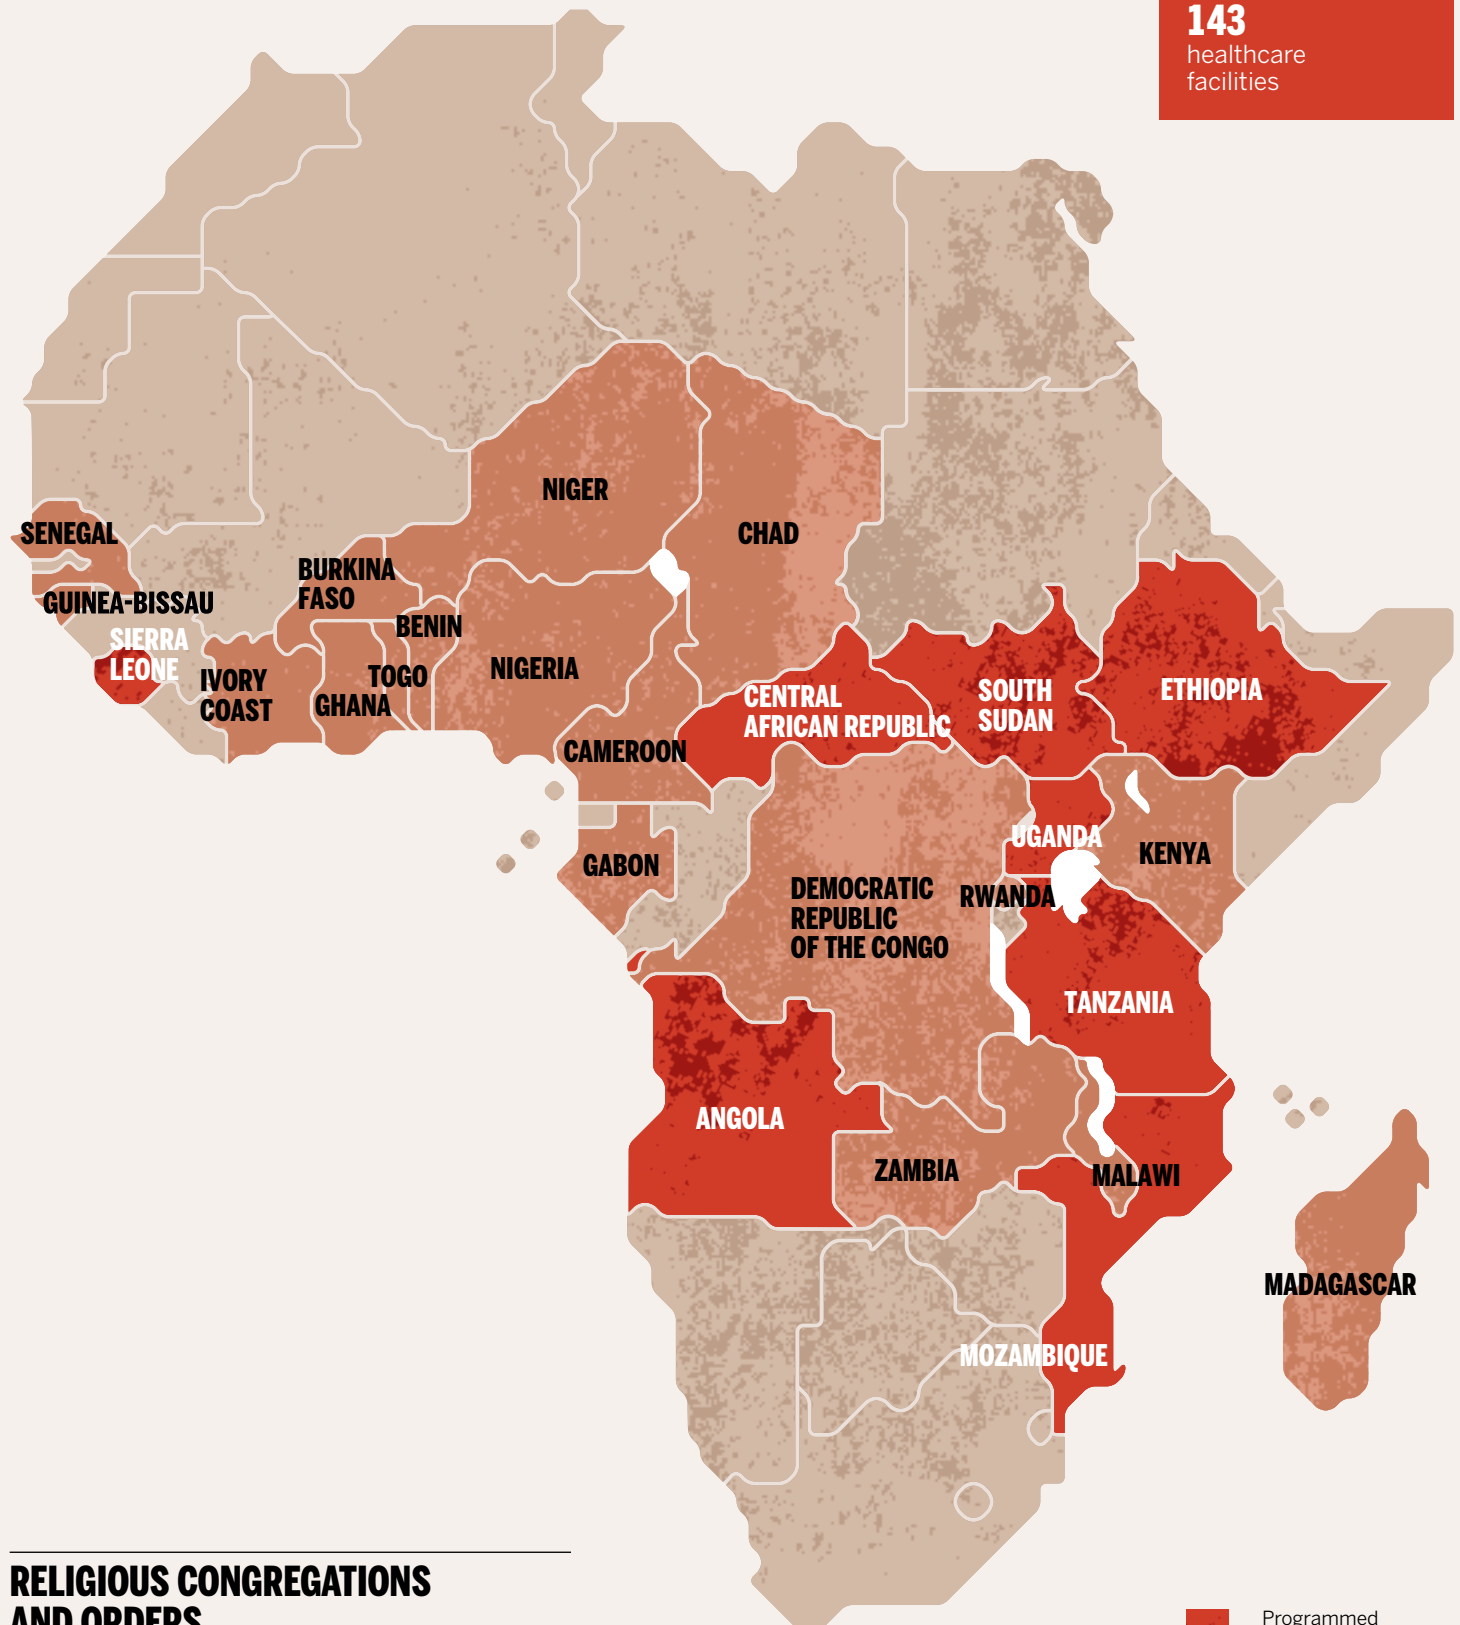 143
healthcare
facilities
NIGER
CHAD
SENEGAL
BURKINA
FASO
GUINEA-BISSAU
BENIN
SIERRA
LEONE
IVORY
COAST
TOGO
GHANA
NIGERIA
CENTRAL
AFRICAN REPUBLIC
SOUTH
SUDAN
ETHIOPIA
CAMEROON
UGANDA
KENYA
GABON
DEMOCRATIC
REPUBLIC
OF THE CONGO
RWANDA
TANZANIA
ANGOLA
ZAMBIA
MALAWI
MADAGASCAR
MOZAMBIQUE
RELIGIOUS CONGREGATIONS
AND ORDERS
Programmed